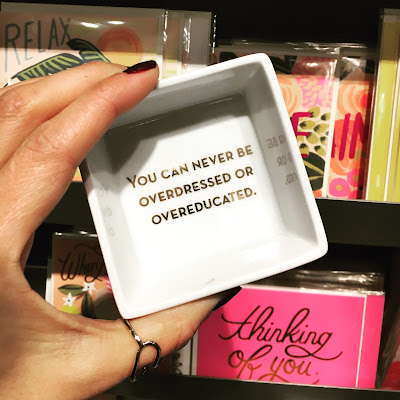 RELAX
YOU CAN NEVER BE
OVERDRESSED OR
OVEREDUCATED.
thinking
of you